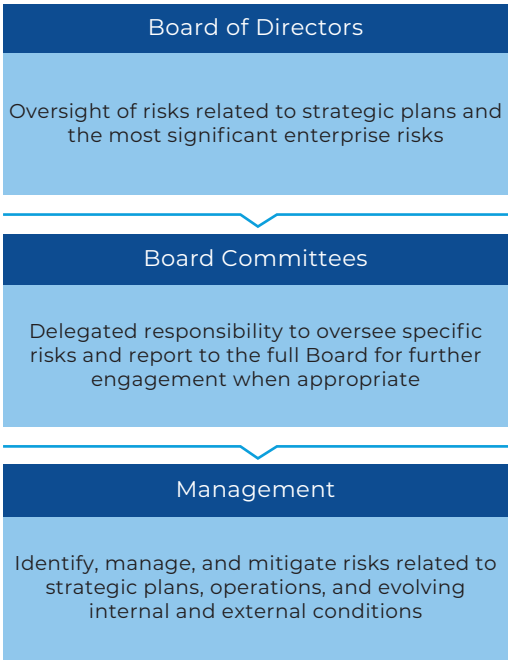 Board of Directors
Oversight of risks related to strategic plans and
the most significant enterprise risks
Board Committees
Delegated responsibility to oversee specific
risks and report to the full Board for further
engagement when appropriate
Management
Identify, manage, and mitigate risks related to
strategic plans, operations, and evolving
internal and external conditions